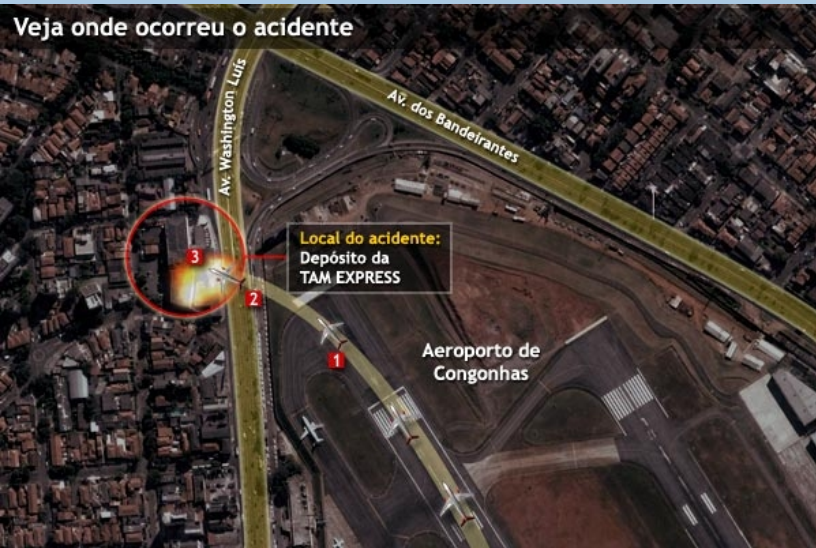 Veja onde ocorreu o acidente
Av. Washington Luís
Av. dos Bandeirantes
Local do acidente:
Depósito da
TAM EXPRESS
3
2
1
Aeroporto de
Congonhas